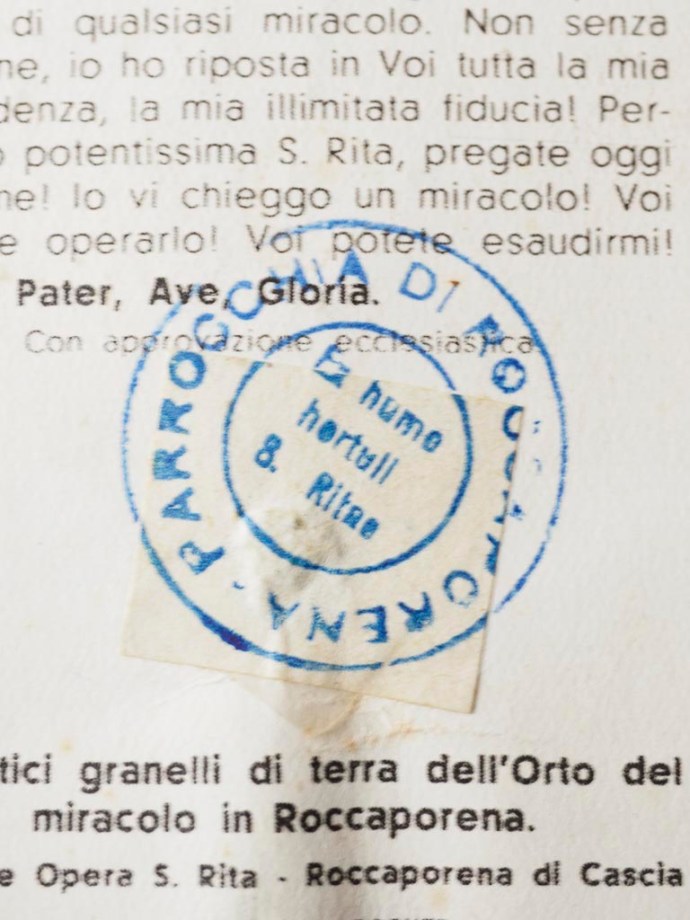 di qualsiasi miracolo. Non senza
ne, io ho riposta in Voi tutta la mia
denza, la mia illimitata fiducia! Per-
o potentissima S. Rita, pregate oggi
ne! Io vi chieggo un miracolo! Voi
e operarlo! Voi potete esaudirmi!
Pater, Ave, Gloria.
Con approvazione ecclesiastica
PARROCCHIA DI ROCCAPORENA -
Ex humo
hortuli
B. Ritae
tici granelli di terra dell'Orto del
miracolo in Roccaporena.
e Opera S. Rita - Roccaporena di Cascia